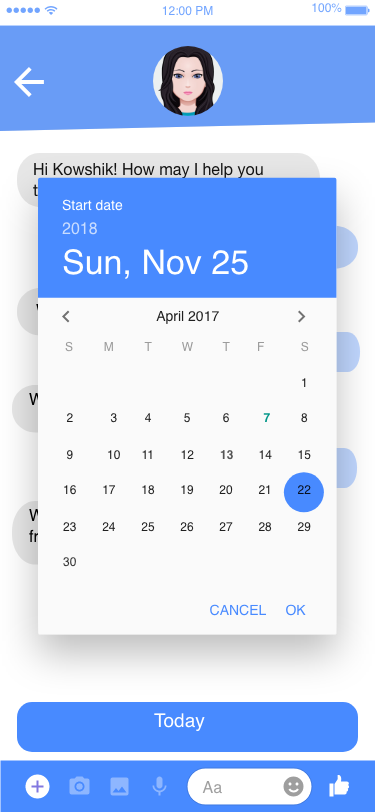 12:00 PM 100%
Hi Kowshik! How may I help you
Start date
2018
Sun, Nov 25
April 2017
S M T W T F S
1
2 3 4 5 6 7 8
9 10 11 12 13 14 15
16 17 18 19 20 21 22
23 24 25 26 27 28 29
30
CANCEL OK
Today
Aa